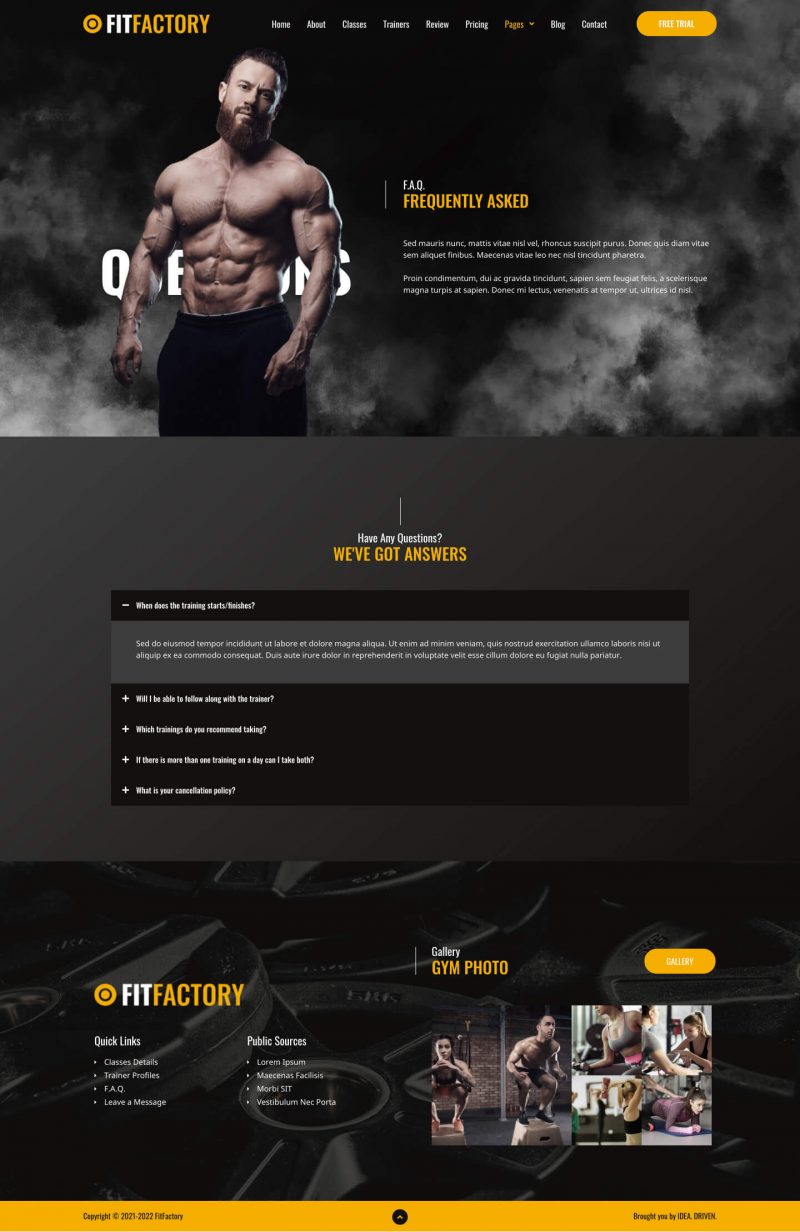 FITFACTORY
Home About Classes Trainers Review Pricing Pages Blog Contact
FREE TRIAL
F.A.Q.
FREQUENTLY ASKED
QUE ONS
Sed mauris nunc, mattis vitae nisl vel, rhoncus suscipit purus. Donec quis diam vitae
sem aliquet finibus. Maecenas vitae leo nec nisl tincidunt pharetra.
Proin condimentum, dui ac gravida tincidunt, sapien sem feugiat felis, a scelerisque
magna turpis at sapien. Donec mi lectus, venenatis at tempor ut, ultrices id nisl.
Have Any Questions?
WE'VE GOT ANSWERS
When does the training starts/finishes?
Sed do eiusmod tempor incididunt ut labore et dolore magna aliqua. Ut enim ad minim veniam, quis nostrud exercitation ullamco laboris nisi ut
aliquip ex ea commodo consequat. Duis aute irure dolor in reprehenderit in voluptate velit esse cillum dolore eu fugiat nulla pariatur.
Will I be able to follow along with the trainer?
Which trainings do you recommend taking?
If there is more than one training on a day can I take both?
What is your cancellation policy?
FITFACTORY
Quick Links
Classes Details
Trainer Profiles
F.A.Q.
Leave a Message
Public Sources
Lorem Ipsum
Maecenas Facilisis
Morbi SIT
Vestibulum Nec Porta
Gallery
GYM PHOTO
GALLERY
Copyright © 2021-2022 FitFactory
Brought you by IDEA. DRIVEN.